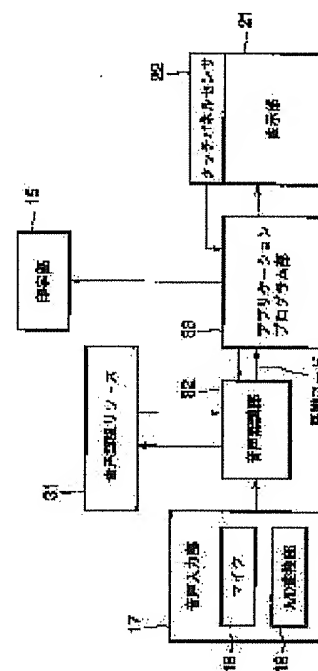 17
音声入力部
18
マイク
19
A/D変換部
31
音声認識リソース
32
音声認識部
33
アプリケーション
プログラム部
15
22
タッチパネルセンサ
21
表示部